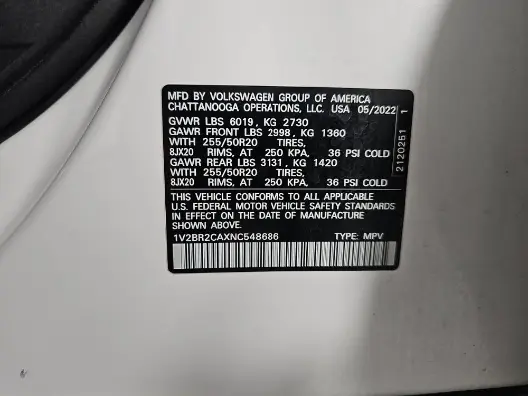 MFD BY VOLKSWAGEN GROUP OF AMERICA
CHATTANOOGA OPERATIONS, LLC. USA 05/2022
GVWR LBS 6019, KG 2730
GAWR FRONT LBS 2998, KG 1360
WITH 255/50R20 TIRES,
8JX20 RIMS, AT 250 KPA, 36 PSI COLD
GAWR REAR LBS 3131, KG 1420
WITH 255/50R20 TIRES,
8JX20 RIMS, AT 250 KPA, 36 PSI COLD
THIS VEHICLE CONFORMS TO ALL APPLICABLE
U.S. FEDERAL MOTOR VEHICLE SAFETY STANDARDS
IN EFFECT ON THE DATE OF MANUFACTURE
SHOWN ABOVE.
1V2BR2CAXNC548686 TYPE: MPV
2120251 1